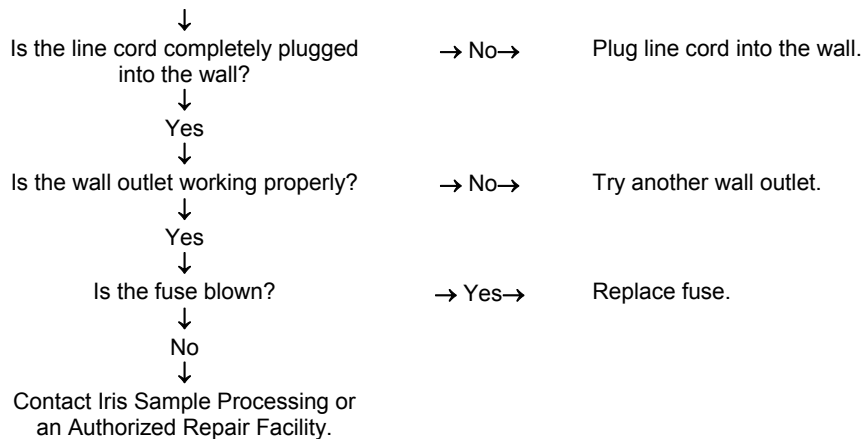 ↓
Is the line cord completely plugged → No→ Plug line cord into the wall.
into the wall?
↓
Yes
↓
Is the wall outlet working properly? → No→ Try another wall outlet.
↓
Yes
↓
Is the fuse blown? → Yes→ Replace fuse.
↓
No
↓
Contact Iris Sample Processing or
an Authorized Repair Facility.